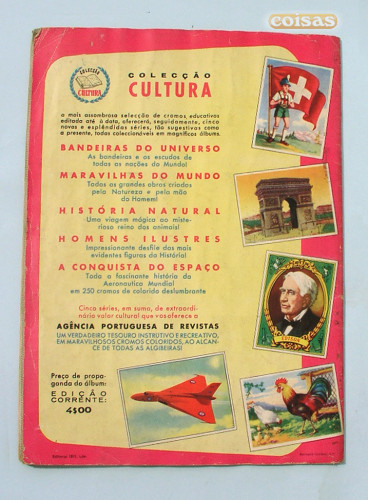 coisas
COLECÇÃO
CULTURA
COLECÇÃO
CULTURA
a mais assombrosa selecção de cromos, educativos
editada até à data, oferecerá, seguidamente, cinco
novas e esplêndidas séries, tão sugestivas como
a presente, todas coleccionáveis em magníficos álbuns.
BANDEIRAS DO UNIVERSO
As bandeiras e os escudos de
todas as nações do Mundo!
MARAVILHAS DO MUNDO
Todas as grandes obras criadas
pela Natureza e pela mão
do Homem!
HISTÓRIA NATURAL
Uma viagem mágica ao miste-
rioso reino dos animais!
HOMENS ILUSTRES
Impressionante desfile das mais
evidentes figuras da História!
A CONQUISTA DO ESPAÇO
Toda a fascinante história da
Aeronautica Mundial
em 250 cromos de colorido deslumbrante
Cinco séries, em suma, de extraordi-
nário valor cultural que vos oferece a
AGÊNCIA PORTUGUESA DE REVISTAS
UM VERDADEIRO TESOURO INSTRUTIVO E RECREATIVO,
EM MARAVILHOSOS CROMOS COLORIDOS, AO ALCAN-
CE DE TODAS AS ALGIBEIRAS!
Preço de propa-
ganda do álbum:
EDIÇÃO
CORRENTE:
4$00
EDISON